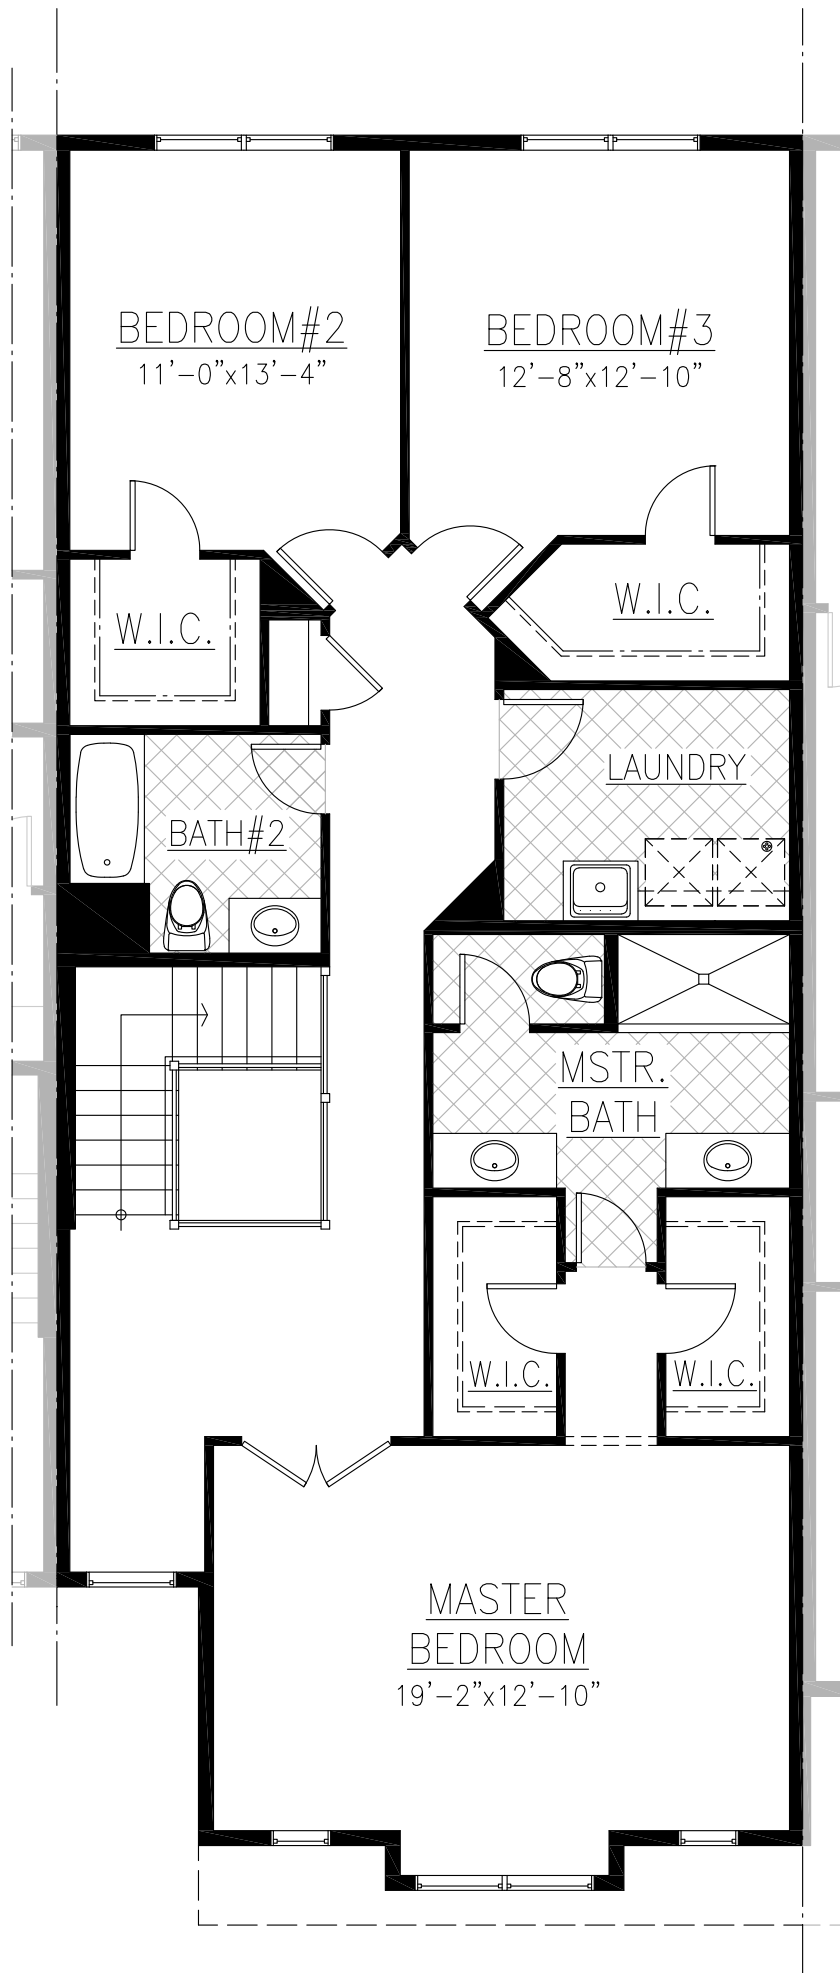 BEDROOM#2
11'-0"x13'-4"
BEDROOM#3
12'-8"x12'-10"
W.I.C.
W.I.C.
LAUNDRY
BATH#2
MSTR.
BATH
W.I.C.
W.I.C.
MASTER
BEDROOM
19'-2"x12'-10"